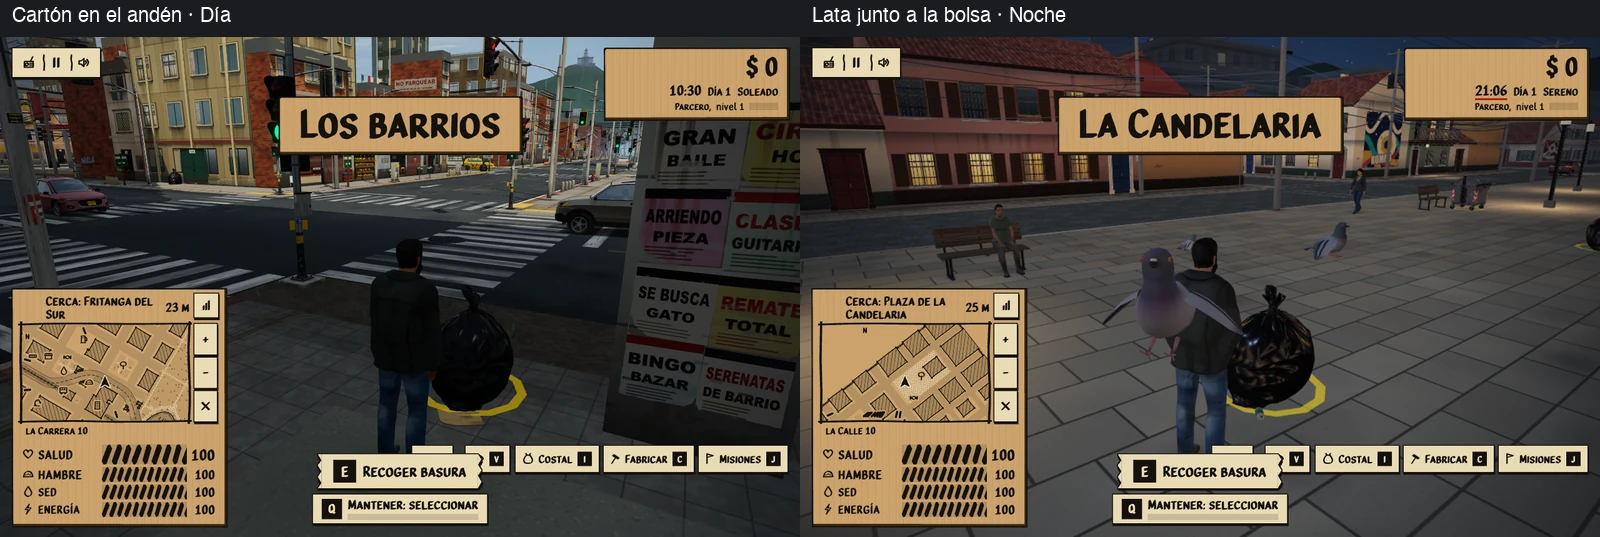 Cartón en el andén · Día
NO PARQUEAR
$ 0
10:30 DÍA 1 SOLEADO
PARCERO, nivel 1
LOS BARRIOS
GRAN
BAILE
ARRIENDO
PIEZA
GUITARR
SE BUSCA
GATO
REMATE
TOTAL
BINGO
BAZAR
SERENATAS
DE BARRIO
CERCA: FRITANGA DEL
SUR
23 M
N
+
−
LA CARRERA 10
SALUD 100
HAMBRE 100
SED 100
ENERGÍA 100
E RECOGER BASURA
Q MANTENER: SELECCIONAR
V
COSTAL I
FABRICAR C
MISIONES J
Lata junto a la bolsa · Noche
$ 0
21:06 DÍA 1 SERENO
PARCERO, nivel 1
LA CANDELARIA
CERCA: PLAZA DE LA
CANDELARIA
25 M
N
+
−
LA CALLE 10
SALUD 100
HAMBRE 100
SED 100
ENERGÍA 100
E RECOGER BASURA
Q MANTENER: SELECCIONAR
V
COSTAL I
FABRICAR C
MISIONES J